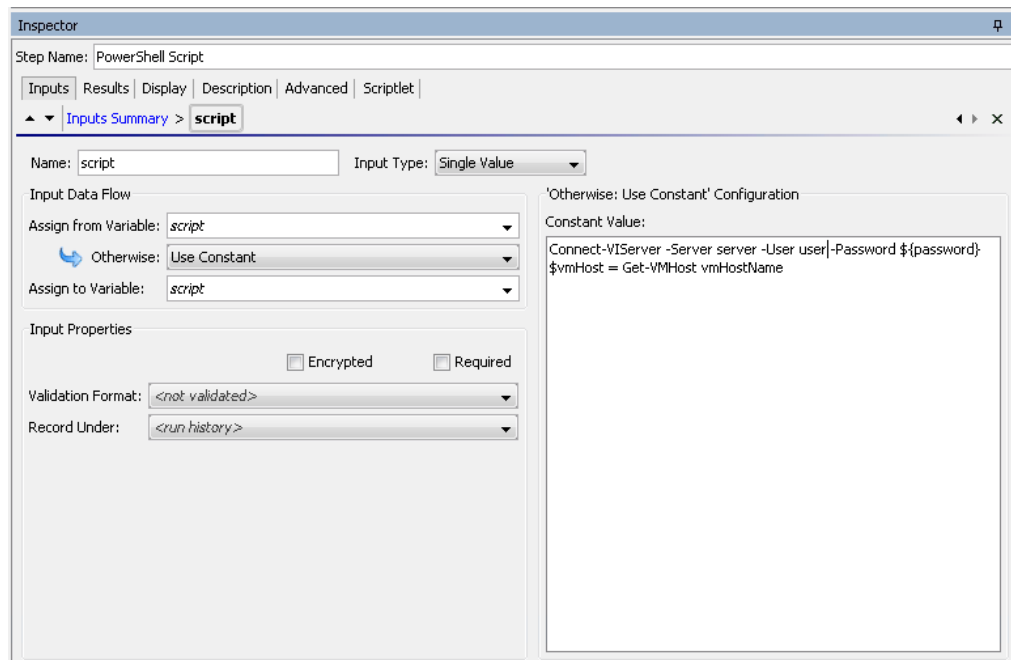 Inspector
Step Name: PowerShell Script
Inputs Results Display Description Advanced Scriptlet
Inputs Summary > script
Name: script Input Type: Single Value
Input Data Flow
Assign from Variable: script
Otherwise: Use Constant
Assign to Variable: script
Input Properties
Encrypted Required
Validation Format: <not validated>
Record Under: <run history>
'Otherwise: Use Constant' Configuration
Constant Value:
Connect-VIServer -Server server -User user -Password ${password}
$vmHost = Get-VMHost vmHostName